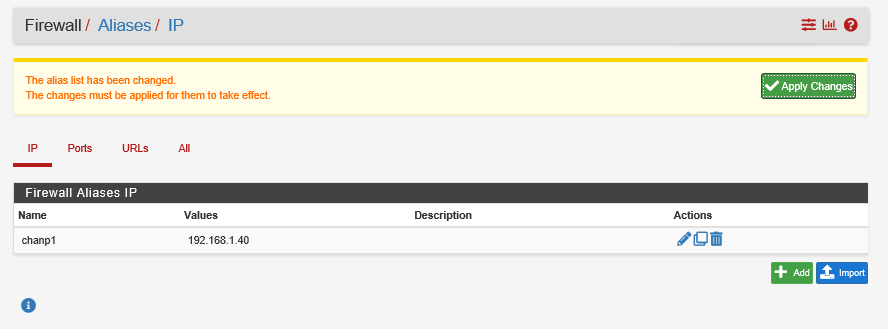 Firewall / Aliases / IP
The alias list has been changed.
The changes must be applied for them to take effect.
Apply Changes
IP Ports URLs All
Firewall Aliases IP
Name Values Description Actions
chanp1 192.168.1.40
Add Import